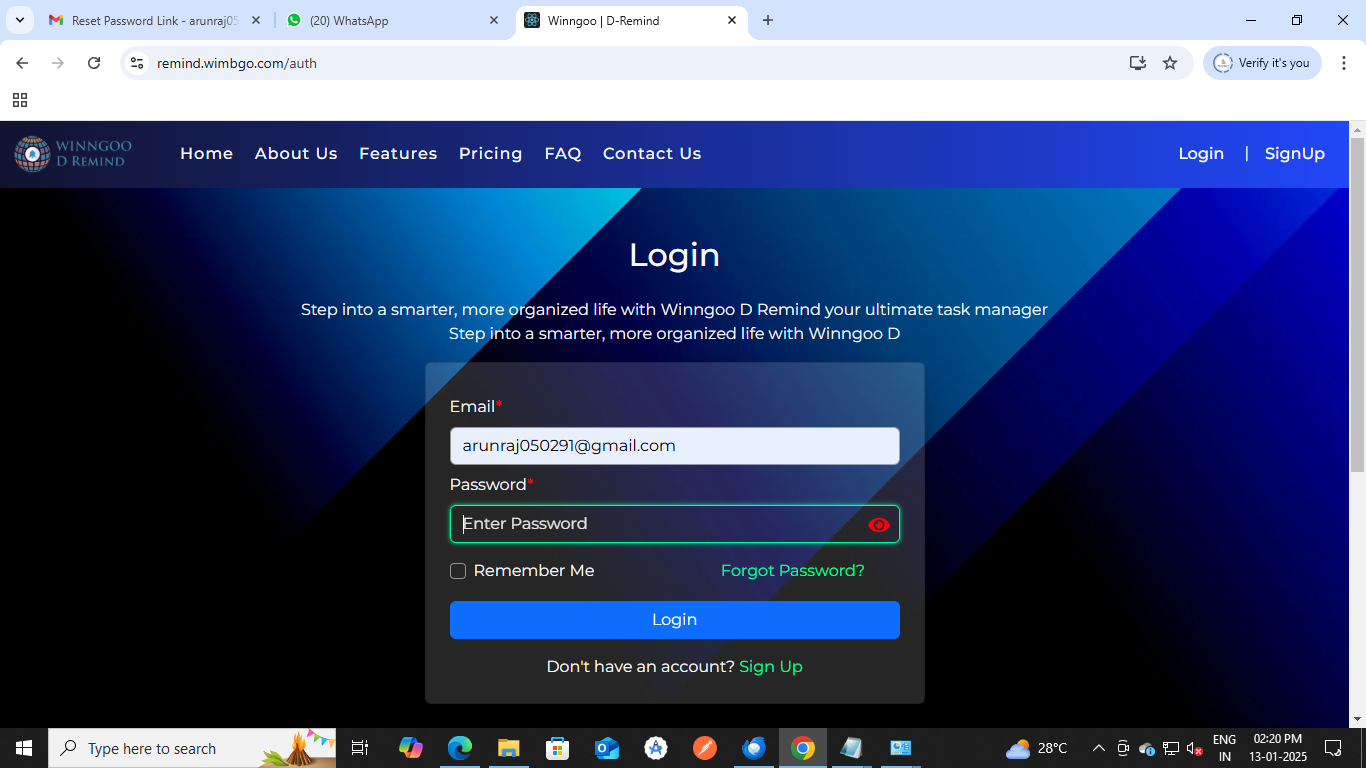 Reset Password Link - arunraj05
(20) WhatsApp
Winngoo | D-Remind
remind.wimbgo.com/auth
Verify it's you
WINNGOO
D REMIND
Home About Us Features Pricing FAQ Contact Us
Login | SignUp
Login
Step into a smarter, more organized life with Winngoo D Remind your ultimate task manager
Step into a smarter, more organized life with Winngoo D
Email*
arunraj050291@gmail.com
Password*
Enter Password
Remember Me Forgot Password?
Login
Don't have an account? Sign Up
Type here to search
28°C
ENG
IN
02:20 PM
13-01-2025